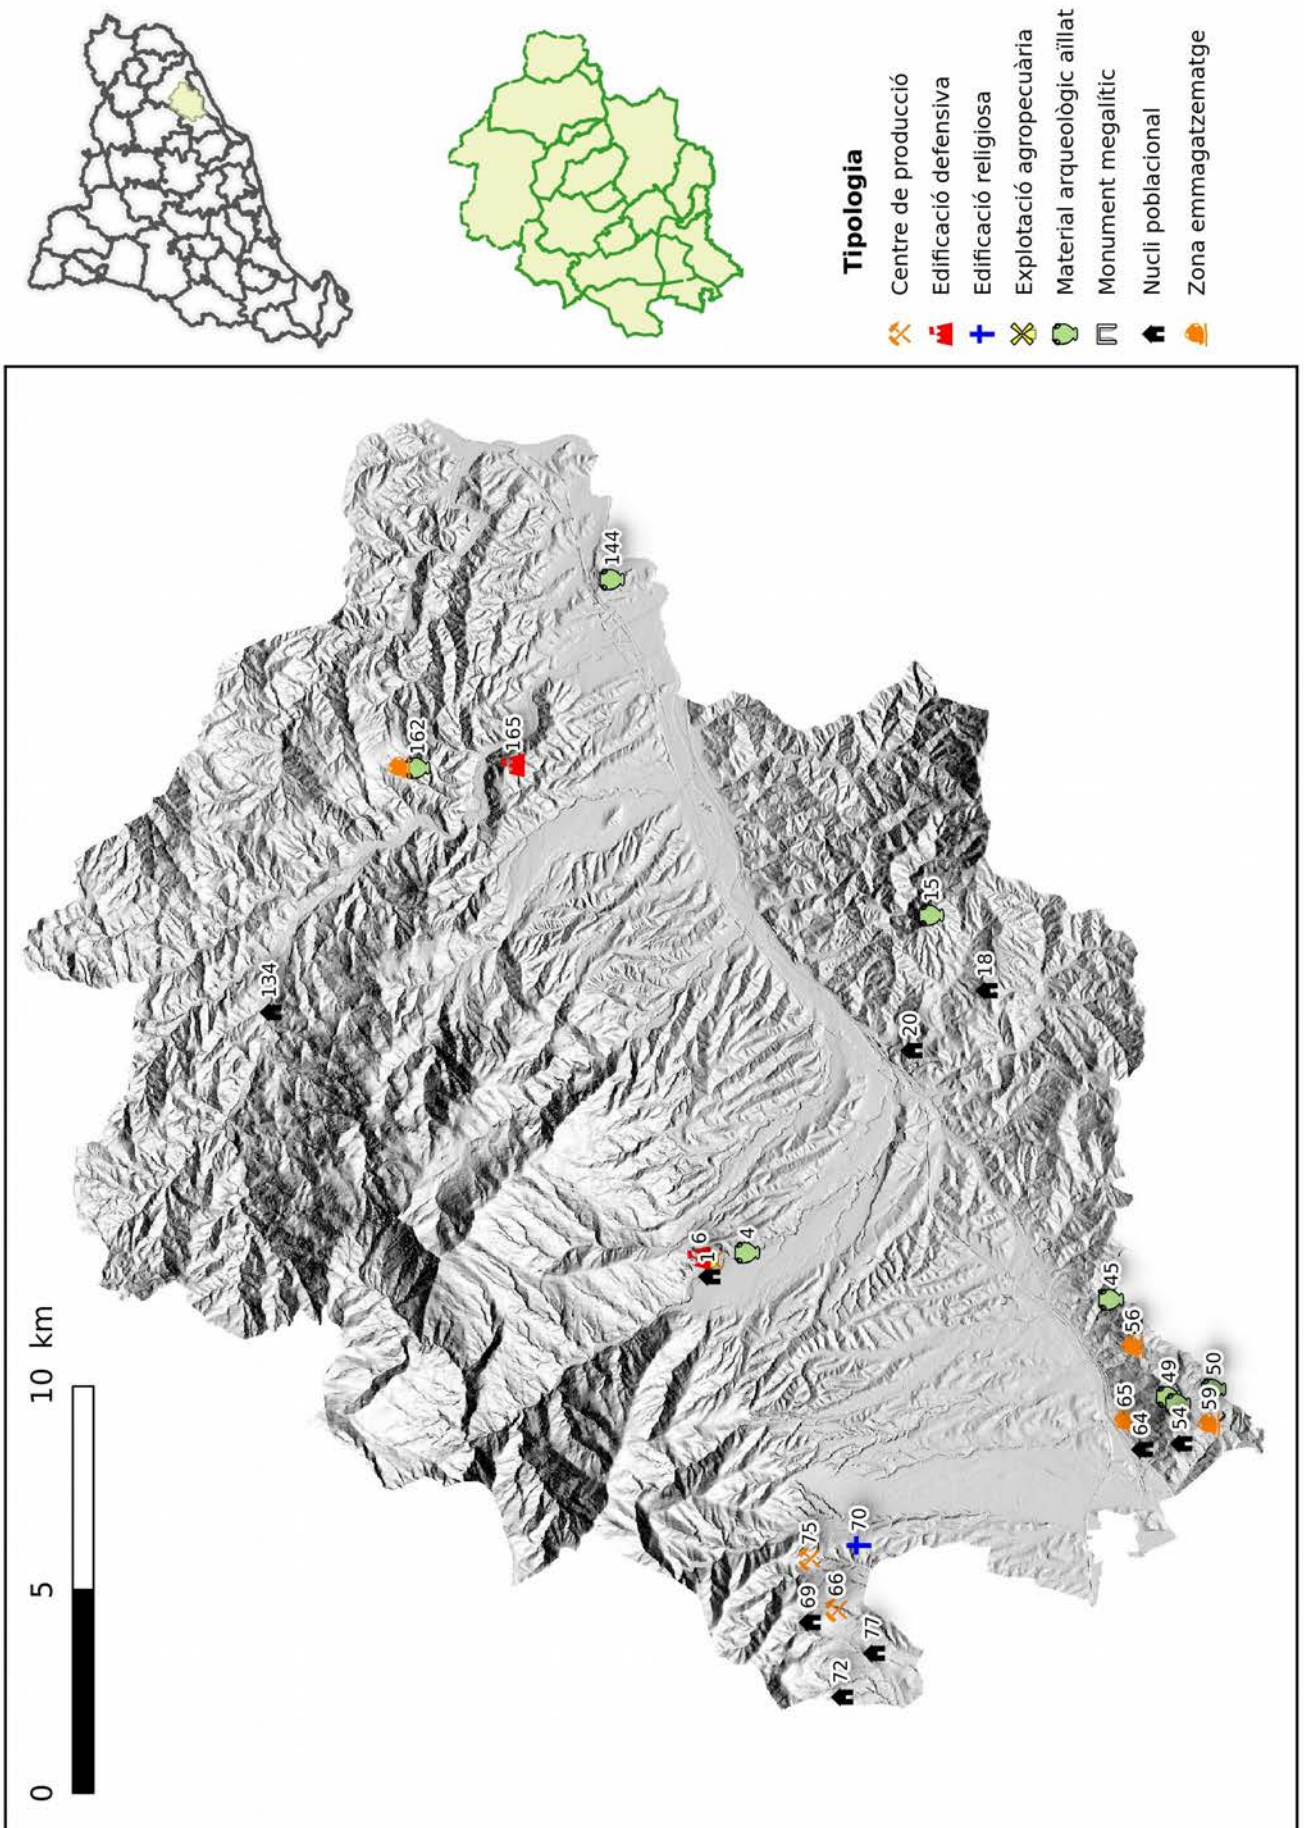 Tipologia
Centre de producció
Edificació defensiva
Edificació religiosa
Explotació agropecuària
Material arqueològic aïllat
Monument megalític
Nucli poblacional
Zona emmagatzematge
0 5 10 km
134
162
165
144
15
18
20
16
4
45
56
49
50
65
64
54
59
75
70
69
66
77
72